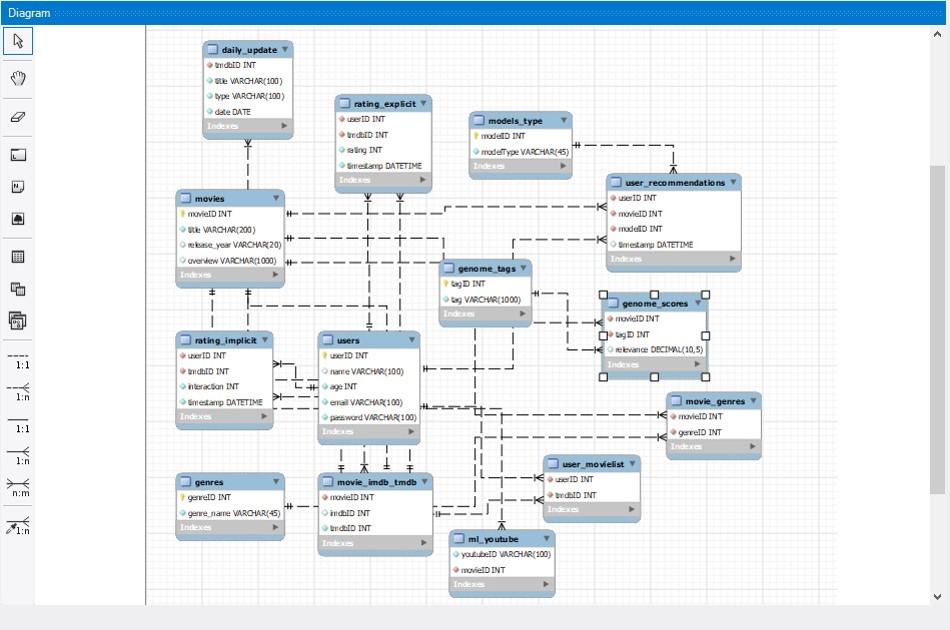 Diagram
daily_update
tmdbID INT
title VARCHAR(100)
type VARCHAR(100)
date DATE
Indexes
rating_explicit
userID INT
tmdbID INT
rating INT
timestamp DATETIME
Indexes
models_type
modelID INT
modelType VARCHAR(45)
Indexes
user_recommendations
userID INT
movieID INT
modelID INT
timestamp DATETIME
Indexes
movies
movieID INT
title VARCHAR(200)
release_year VARCHAR(20)
overview VARCHAR(1000)
Indexes
genome_tags
tagID INT
tag VARCHAR(1000)
Indexes
genome_scores
movieID INT
tagID INT
relevance DECIMAL(10,5)
Indexes
rating_implicit
userID INT
tmdbID INT
interaction INT
timestamp DATETIME
Indexes
users
userID INT
name VARCHAR(100)
age INT
email VARCHAR(100)
password VARCHAR(100)
Indexes
movie_genres
movieID INT
genreID INT
Indexes
user_movielist
userID INT
tmdbID INT
Indexes
genres
genreID INT
genre_name VARCHAR(45)
Indexes
movie_imdb_tmdb
movieID INT
imdbID INT
tmdbID INT
Indexes
ml_youtube
youtubeID VARCHAR(100)
movieID INT
Indexes
1:1
1:n
1:1
1:n
n:m
1:n